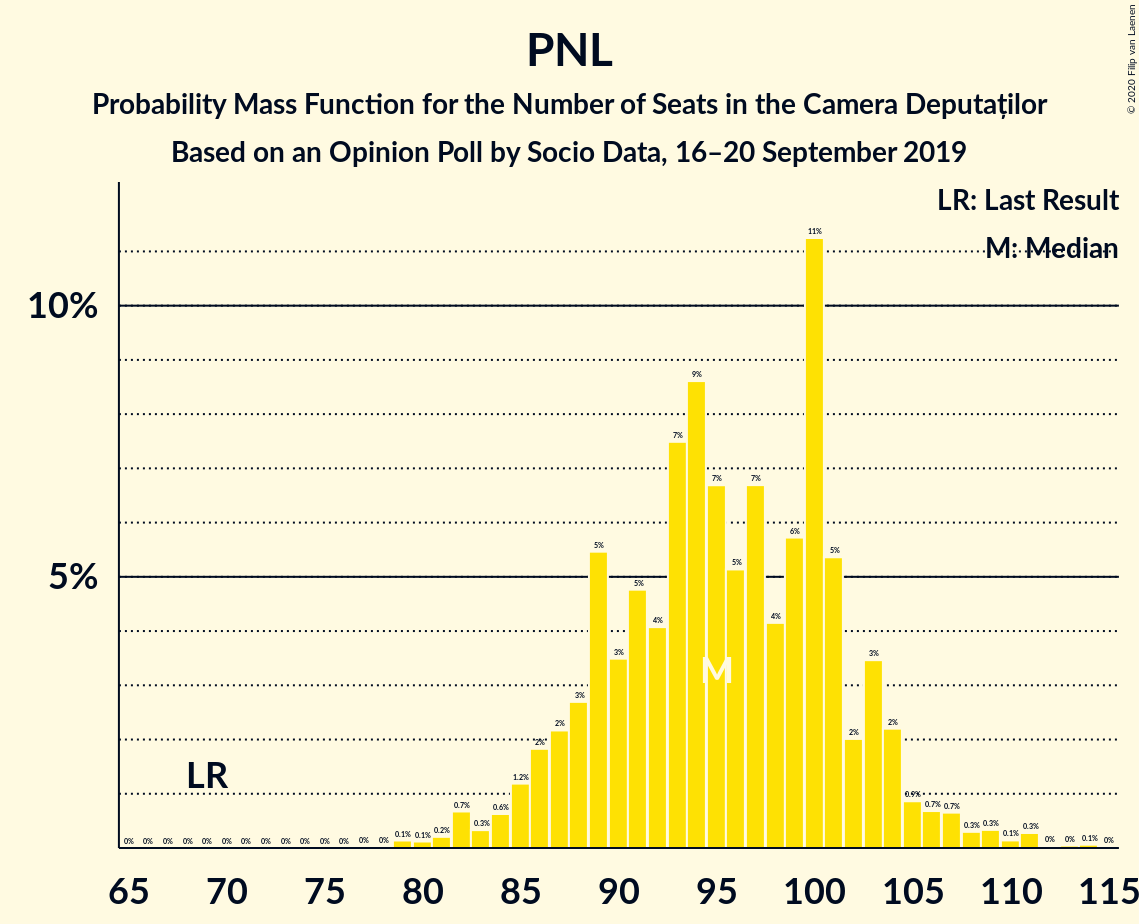 PNL
Probability Mass Function for the Number of Seats in the Camera Deputaților
Based on an Opinion Poll by Socio Data, 16–20 September 2019
© 2020 Filip van Laenen
LR: Last Result
M: Median
10%
5%
0% 0% 0% 0% 0% 0% 0% 0% 0% 0% 0% 0% 0% 0% 0.1% 0.1% 0.2% 0.7% 0.3% 0.6% 1.2% 2% 2% 3% 5% 3% 5% 4% 7% 9% 7% 5% 7% 4% 6% 11% 5% 2% 3% 2% 0.9% 0.7% 0.7% 0.3% 0.3% 0.1% 0.3% 0% 0% 0.1% 0%
LR
M
65 70 75 80 85 90 95 100 105 110 115